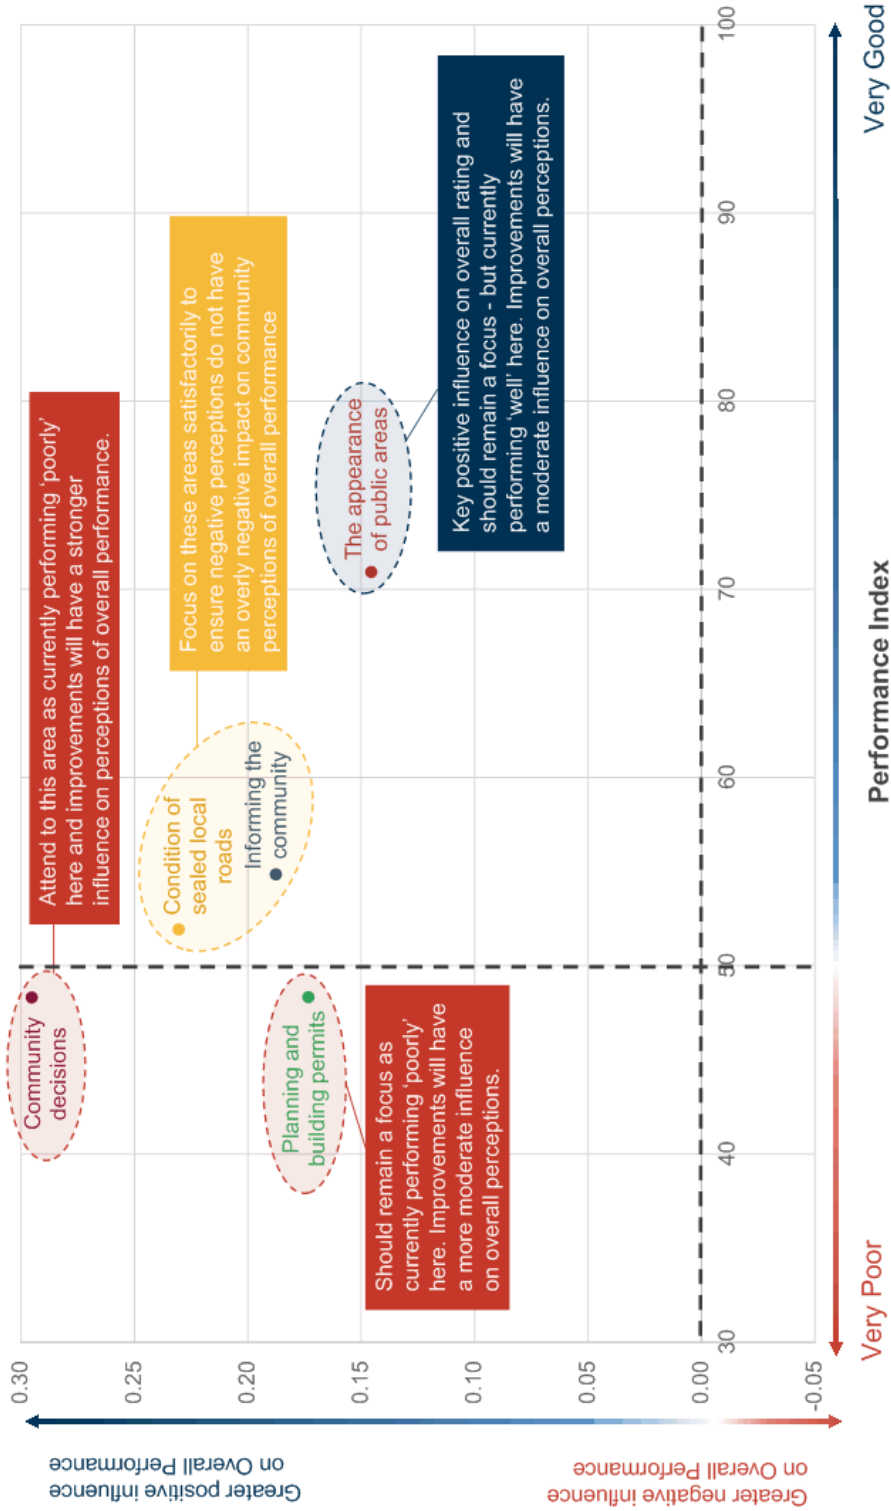 Greater positive influence
on Overall Performance
Greater negative influence
on Overall Performance
0.30
0.25
0.20
0.15
0.10
0.05
0.00
-0.05
Community
decisions
Attend to this area as currently performing ‘poorly’
here and improvements will have a stronger
influence on perceptions of overall performance.
Condition of
sealed local
roads
Informing the
community
Focus on these areas satisfactorily to
ensure negative perceptions do not have
an overly negative impact on community
perceptions of overall performance
Planning and
building permits
Should remain a focus as
currently performing ‘poorly’
here. Improvements will have
a more moderate influence
on overall perceptions.
The appearance
of public areas
Key positive influence on overall rating and
should remain a focus - but currently
performing ‘well’ here. Improvements will have
a moderate influence on overall perceptions.
30
40
50
60
70
80
90
100
Very Poor
Performance Index
Very Good